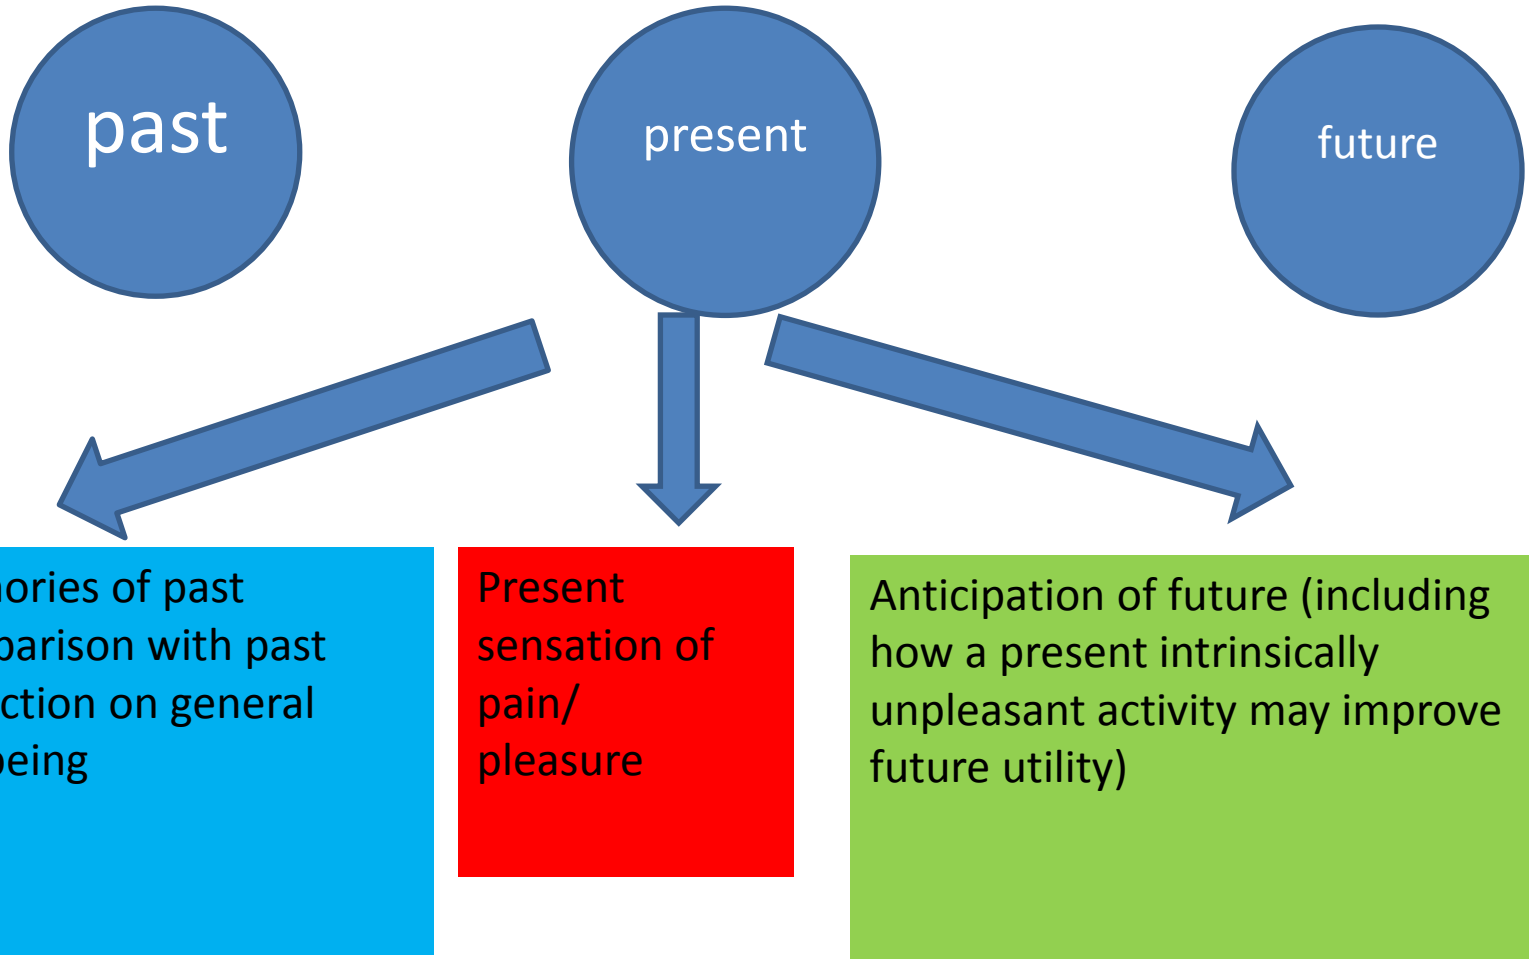 past
present
future
ories of past
parison with past
ction on general
being
Present
sensation of
pain/
pleasure
Anticipation of future (including
how a present intrinsically
unpleasant activity may improve
future utility)